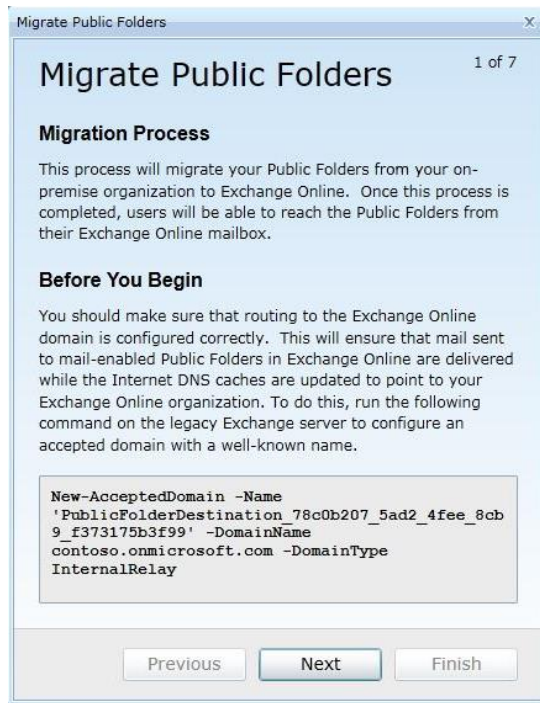 Migrate Public Folders
x
Migrate Public Folders
1 of 7
Migration Process
This process will migrate your Public Folders from your on-
premise organization to Exchange Online. Once this process is
completed, users will be able to reach the Public Folders from
their Exchange Online mailbox.
Before You Begin
You should make sure that routing to the Exchange Online
domain is configured correctly. This will ensure that mail sent
to mail-enabled Public Folders in Exchange Online are delivered
while the Internet DNS caches are updated to point to your
Exchange Online organization. To do this, run the following
command on the legacy Exchange server to configure an
accepted domain with a well-known name.
New-AcceptedDomain -Name
'PublicFolderDestination_78c0b207_5ad2_4fee_8cb
9_f373175b3f99' -DomainName
contoso.onmicrosoft.com -DomainType
InternalRelay
Previous
Next
Finish